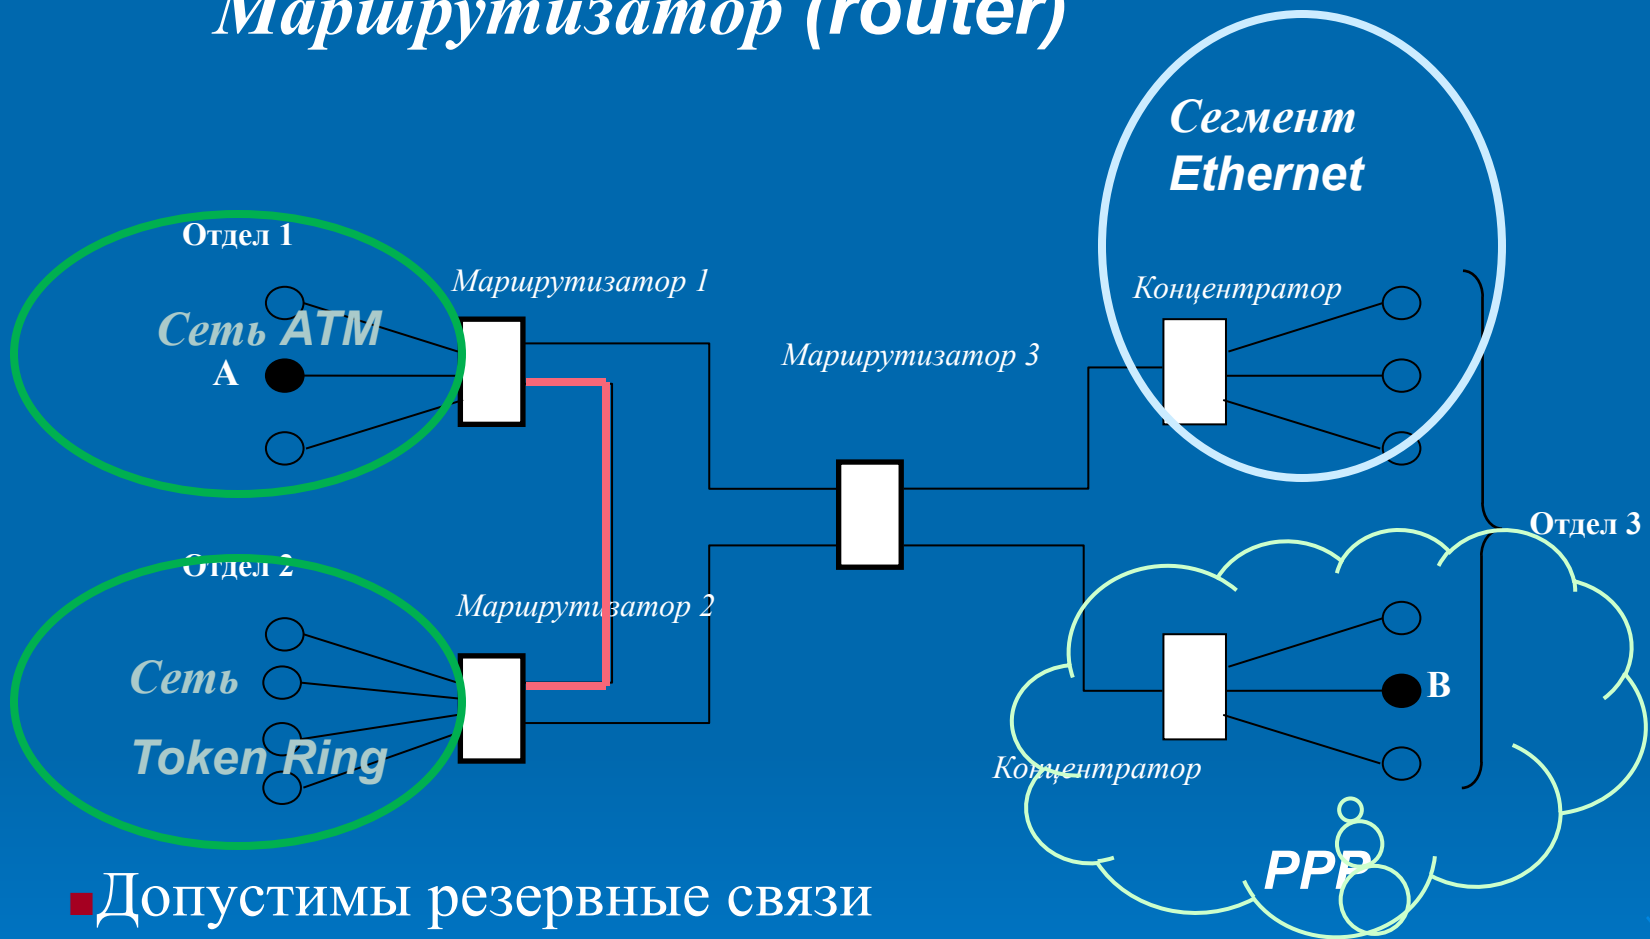 Маршрутизатор (router)
Сегмент
Ethernet
Отдел 1
Маршрутизатор 1
Концентратор
Сеть ATM
Маршрутизатор 3
А
Отдел 3
Отдел 2
Маршрутизатор 2
Сеть
В
Token Ring
Концентратор
PPP
Допустимы резервные связи